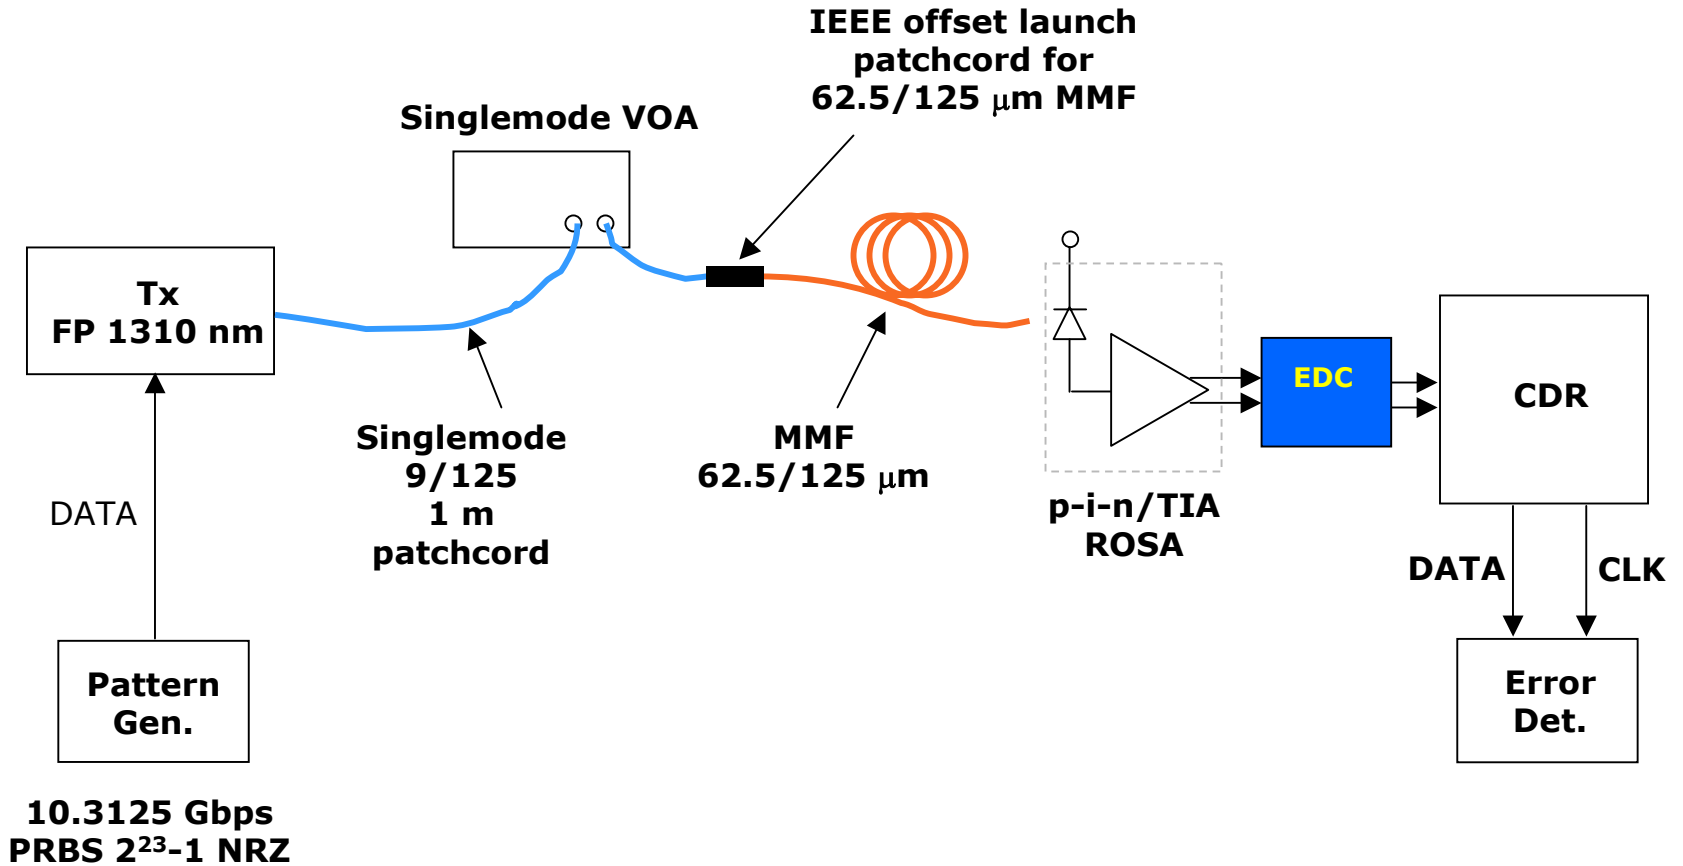 IEEE offset launch
patchcord for
62.5/125 μm MMF
Singlemode VOA
Tx
FP 1310 nm
EDC
CDR
Singlemode
9/125
1 m
patchcord
MMF
62.5/125 μm
p-i-n/TIA
ROSA
DATA
DATA
CLK
Pattern
Gen.
Error
Det.
10.3125 Gbps
PRBS 2²³-1 NRZ